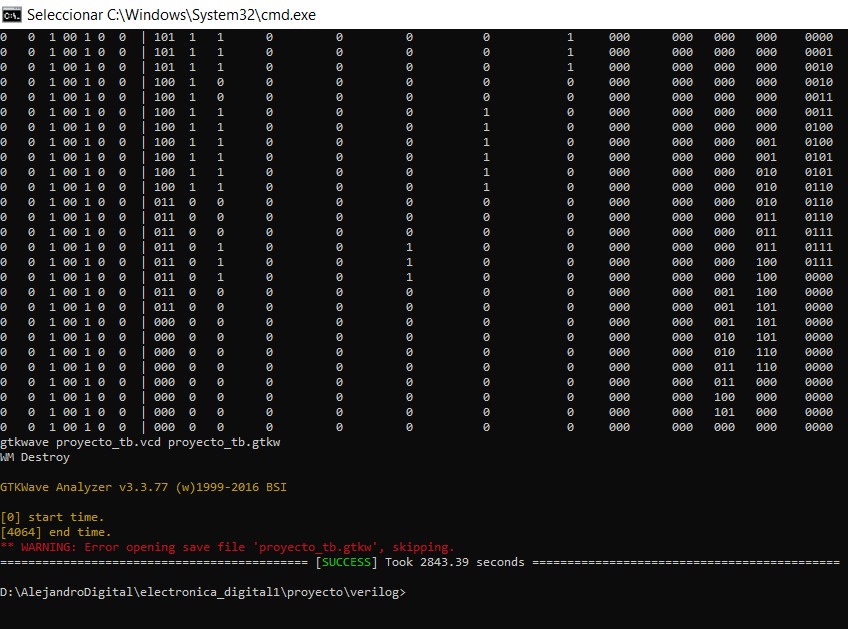 Seleccionar C:\Windows\System32\cmd.exe
0 0 1 00 1 0 0 | 101 1 1 0 0 0 0 1 000 000 000 000 0000
0 0 1 00 1 0 0 | 101 1 1 0 0 0 0 1 000 000 000 000 0001
0 0 1 00 1 0 0 | 101 1 1 0 0 0 0 1 000 000 000 000 0010
0 0 1 00 1 0 0 | 100 1 0 0 0 0 0 0 000 000 000 000 0010
0 0 1 00 1 0 0 | 100 1 0 0 0 0 0 0 000 000 000 000 0011
0 0 1 00 1 0 0 | 100 1 1 0 0 0 1 0 000 000 000 000 0011
0 0 1 00 1 0 0 | 100 1 1 0 0 0 1 0 000 000 000 000 0100
0 0 1 00 1 0 0 | 100 1 1 0 0 0 1 0 000 000 000 001 0100
0 0 1 00 1 0 0 | 100 1 1 0 0 0 1 0 000 000 000 001 0101
0 0 1 00 1 0 0 | 100 1 1 0 0 0 1 0 000 000 000 010 0101
0 0 1 00 1 0 0 | 100 1 1 0 0 0 1 0 000 000 000 010 0110
0 0 1 00 1 0 0 | 011 0 0 0 0 0 0 0 000 000 000 010 0110
0 0 1 00 1 0 0 | 011 0 0 0 0 0 0 0 000 000 000 011 0110
0 0 1 00 1 0 0 | 011 0 0 0 0 0 0 0 000 000 000 011 0111
0 0 1 00 1 0 0 | 011 0 1 0 0 1 0 0 000 000 000 011 0111
0 0 1 00 1 0 0 | 011 0 1 0 0 1 0 0 000 000 000 100 0111
0 0 1 00 1 0 0 | 011 0 1 0 0 1 0 0 000 000 000 100 0000
0 0 1 00 1 0 0 | 011 0 0 0 0 0 0 0 000 000 001 100 0000
0 0 1 00 1 0 0 | 011 0 0 0 0 0 0 0 000 000 001 101 0000
0 0 1 00 1 0 0 | 000 0 0 0 0 0 0 0 000 000 001 101 0000
0 0 1 00 1 0 0 | 000 0 0 0 0 0 0 0 000 000 010 101 0000
0 0 1 00 1 0 0 | 000 0 0 0 0 0 0 0 000 000 010 110 0000
0 0 1 00 1 0 0 | 000 0 0 0 0 0 0 0 000 000 011 110 0000
0 0 1 00 1 0 0 | 000 0 0 0 0 0 0 0 000 000 011 000 0000
0 0 1 00 1 0 0 | 000 0 0 0 0 0 0 0 000 000 100 000 0000
0 0 1 00 1 0 0 | 000 0 0 0 0 0 0 0 000 000 101 000 0000
0 0 1 00 1 0 0 | 000 0 0 0 0 0 0 0 000 000 000 000 0000
gtkwave proyecto_tb.vcd proyecto_tb.gtkw
WM Destroy
GTKWave Analyzer v3.3.77 (w)1999-2016 BSI
[0] start time.
[4064] end time.
** WARNING: Error opening save file 'proyecto_tb.gtkw', skipping.
============================================ [SUCCESS] Took 2843.39 seconds ============================================
D:\AlejandroDigital\electronica_digital1\proyecto\verilog>